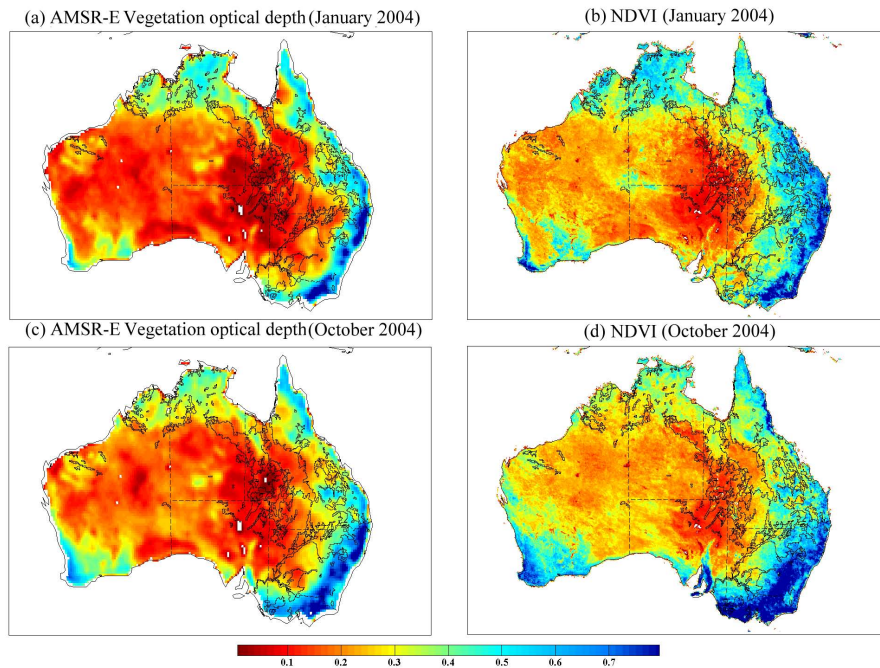 (a) AMSR-E Vegetation optical depth (January 2004)
(b) NDVI (January 2004)
(c) AMSR-E Vegetation optical depth (October 2004)
(d) NDVI (October 2004)
0.1 0.2 0.3 0.4 0.5 0.6 0.7